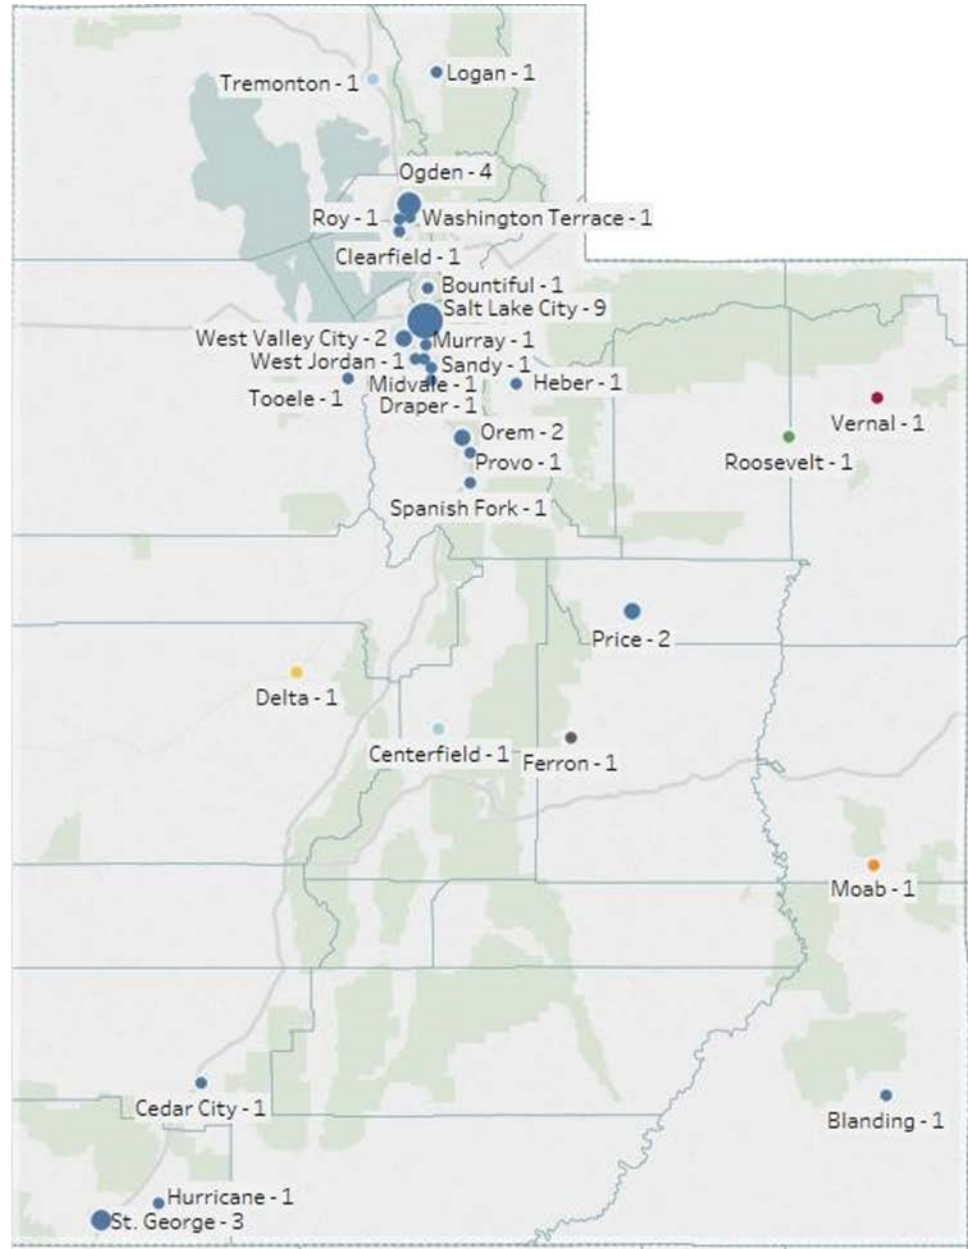 Tremonton - 1
Logan - 1
Ogden - 4
Roy - 1
Washington Terrace - 1
Clearfield - 1
Bountiful - 1
Salt Lake City - 9
West Valley City - 2
Murray - 1
West Jordan - 1
Sandy - 1
Midvale - 1
Heber - 1
Tooele - 1
Draper - 1
Vernal - 1
Orem - 2
Provo - 1
Roosevelt - 1
Spanish Fork - 1
Price - 2
Delta - 1
Centerfield - 1
Ferron - 1
Moab - 1
Cedar City - 1
Blanding - 1
Hurricane - 1
St. George - 3